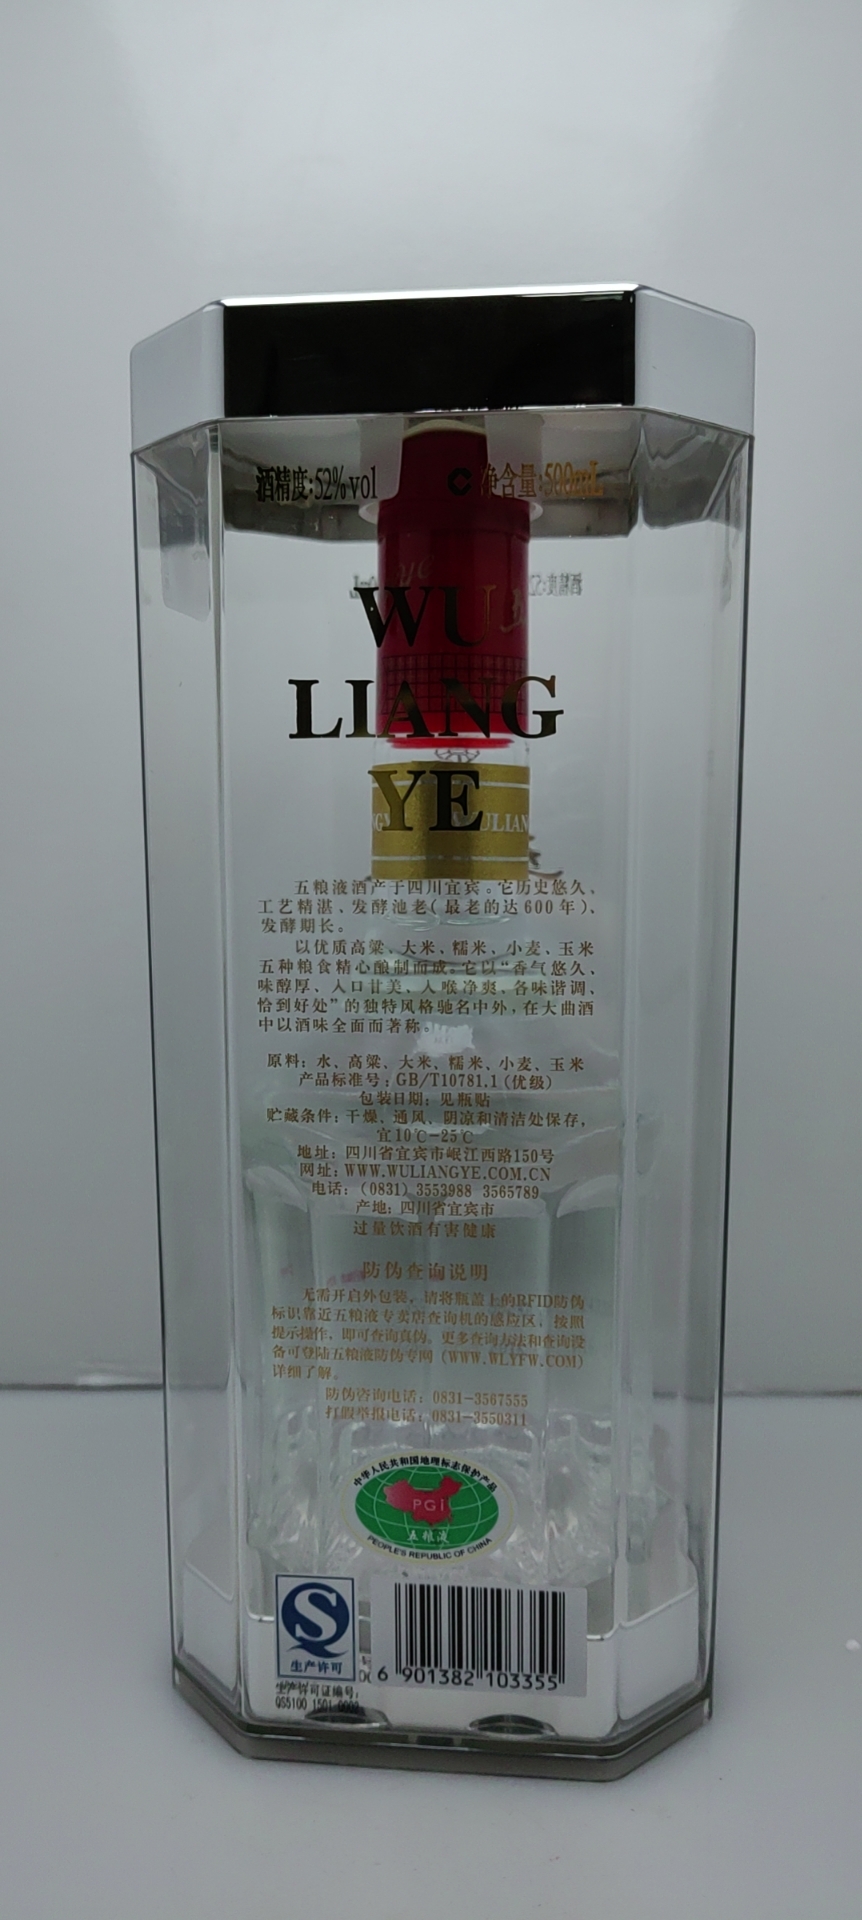 酒精度:52%vol
C 净含量:500mL
WU
LIANG
YE
五粮液酒产于四川宜宾。它历史悠久、
工艺精湛、发酵池老(最老的达600年)、
发酵期长。
以优质高粱、大米、糯米、小麦、玉米
五种粮食精心酿制而成。它以“香气悠久、
味醇厚、入口甘美、入喉净爽、各味谐调、
恰到好处”的独特风格驰名中外,在大曲酒
中以酒味全面而著称。
原料: 水、高粱、大米、糯米、小麦、玉米
产品标准号: GB/T10781.1 (优级)
包装日期: 见瓶贴
贮藏条件: 干燥、通风、阴凉和清洁处保存,
宜10℃-25℃
地址: 四川省宜宾市岷江西路150号
网址: WWW.WULIANGYE.COM.CN
电话: (0831) 3553988 3565789
产地: 四川省宜宾市
过量饮酒有害健康
防伪查询说明
无需开启外包装, 请将瓶盖上的RFID防伪
标识靠近五粮液专卖店查询机的感应区, 按照
提示操作, 即可查询真伪。更多查询方法和查询设
备可登陆五粮液防伪专网 (WWW.WLYFW.COM)
详细了解。
防伪咨询电话: 0831-3567555
打假举报电话: 0831-3550311
中华人民共和国地理标志保护产品
PGI
五粮液
PEOPLE'S REPUBLIC OF CHINA
生产许可
生产许可证编号:
QS5100 1501
6 901382 103355